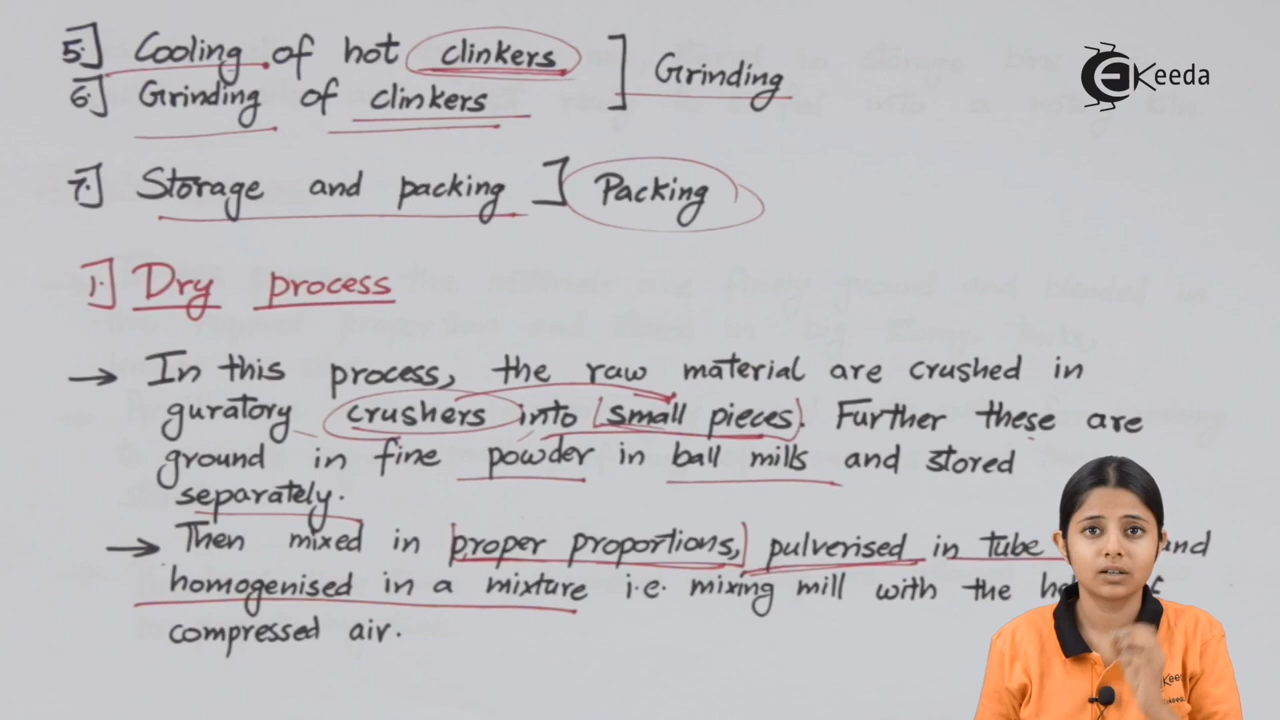 5.] Cooling of hot clinkers ] Grinding
6.] Grinding of clinkers
7.] Storage and packing ] Packing
1.] Dry process
→ In this process, the raw material are crushed in
guratory crushers into small pieces. Further these are
ground in fine powder in ball mills and stored
separately.
→ Then mixed in proper proportions, pulverised in tube
homogenised in a mixture i.e. mixing mill with the
compressed air.
Keeda
Keeda